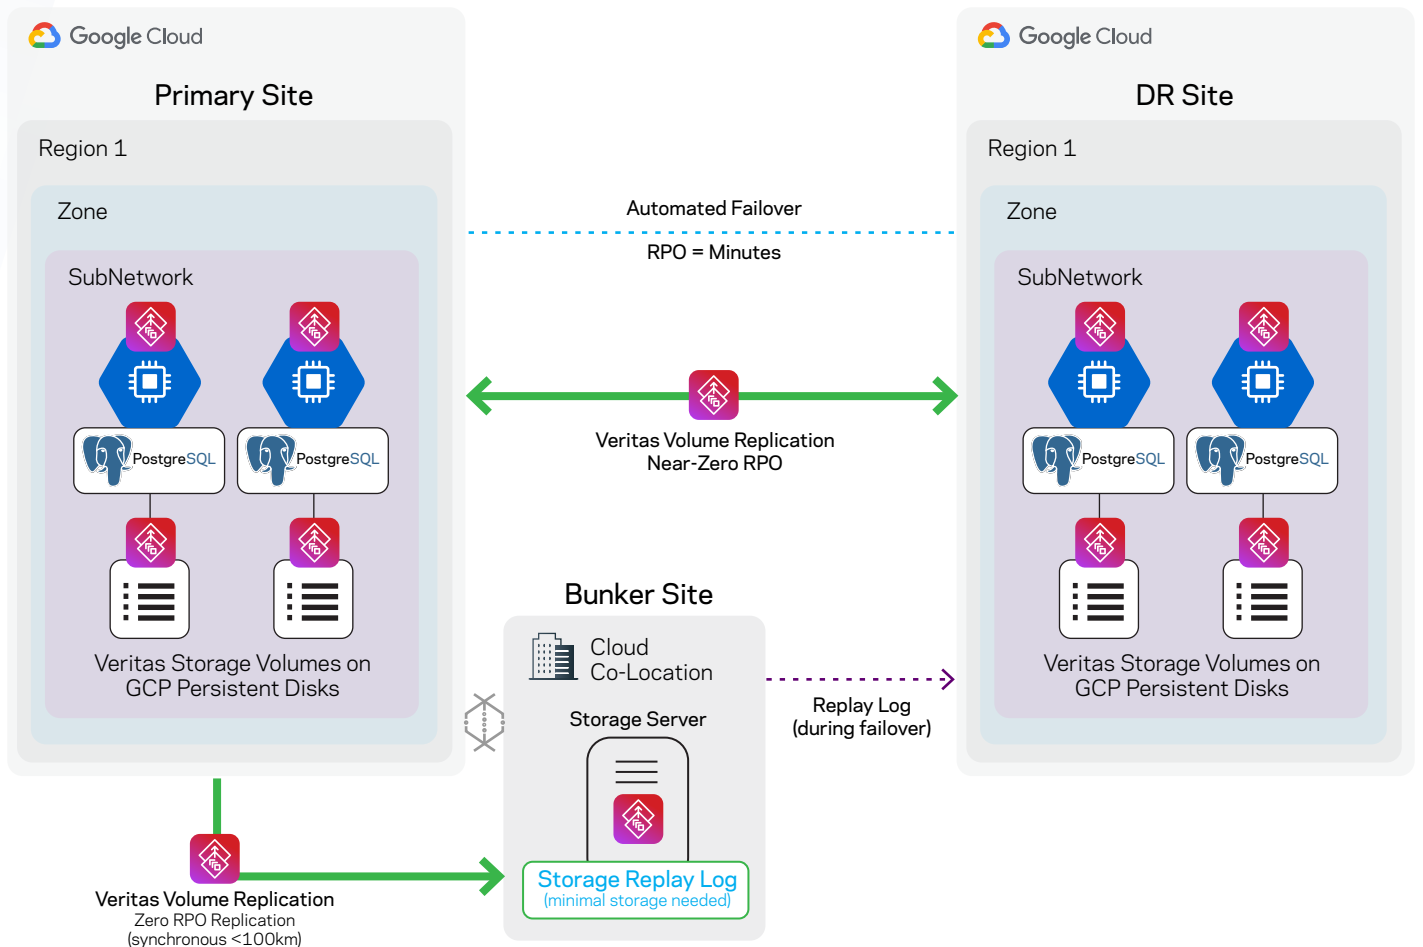 Google Cloud
Primary Site
Region 1
Zone
SubNetwork
PostgreSQL
PostgreSQL
Veritas Storage Volumes on
GCP Persistent Disks
Automated Failover
RPO = Minutes
Veritas Volume Replication
Near-Zero RPO
Google Cloud
DR Site
Region 1
Zone
SubNetwork
PostgreSQL
PostgreSQL
Veritas Storage Volumes on
GCP Persistent Disks
Bunker Site
Cloud
Co-Location
Storage Server
Storage Replay Log
(minimal storage needed)
Replay Log
(during failover)
Veritas Volume Replication
Zero RPO Replication
(synchronous <100km)